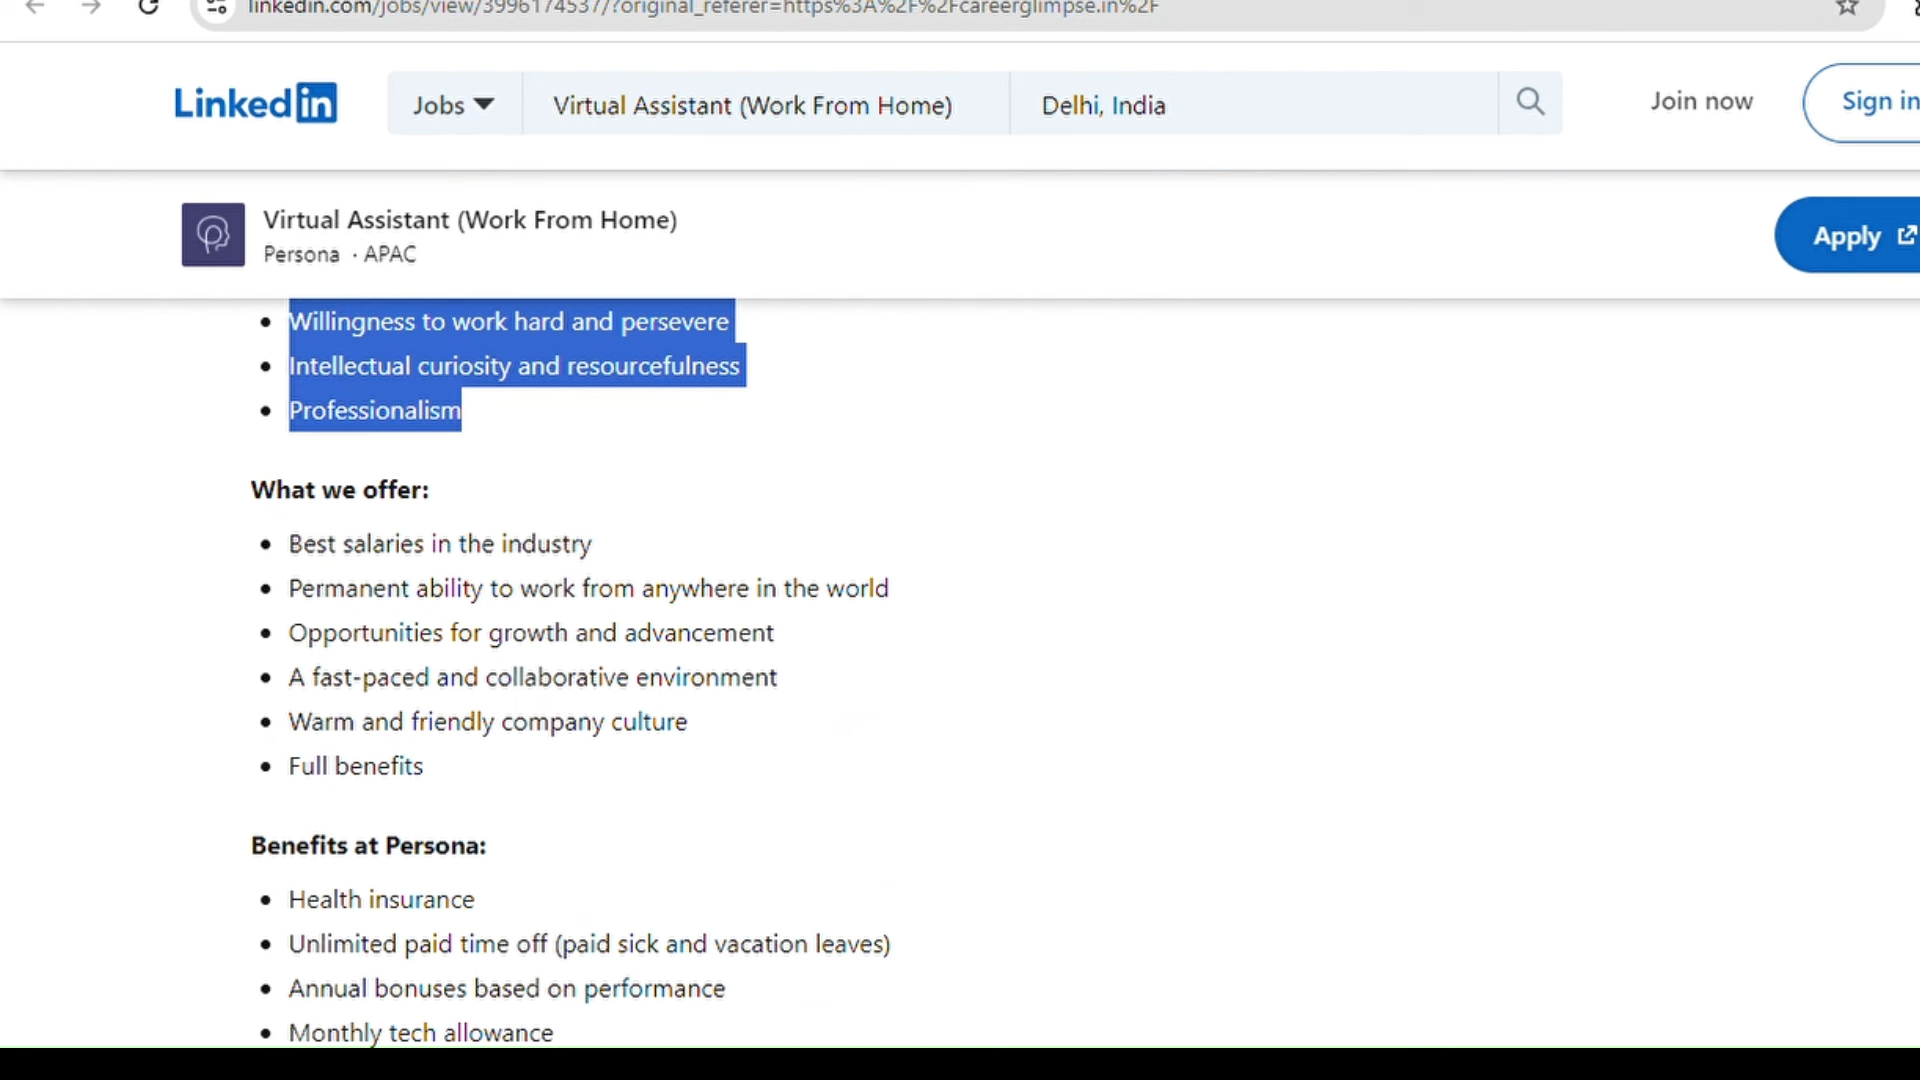 linkedin.com/jobs/view/3996174537/?original_referer=https%3A%2F%2Fcareerglimpse.in%2F
Linkedin
Jobs
Virtual Assistant (Work From Home)
Delhi, India
Join now
Sign in
Virtual Assistant (Work From Home)
Persona · APAC
Apply
Willingness to work hard and persevere
Intellectual curiosity and resourcefulness
Professionalism
What we offer:
Best salaries in the industry
Permanent ability to work from anywhere in the world
Opportunities for growth and advancement
A fast-paced and collaborative environment
Warm and friendly company culture
Full benefits
Benefits at Persona:
Health insurance
Unlimited paid time off (paid sick and vacation leaves)
Annual bonuses based on performance
Monthly tech allowance